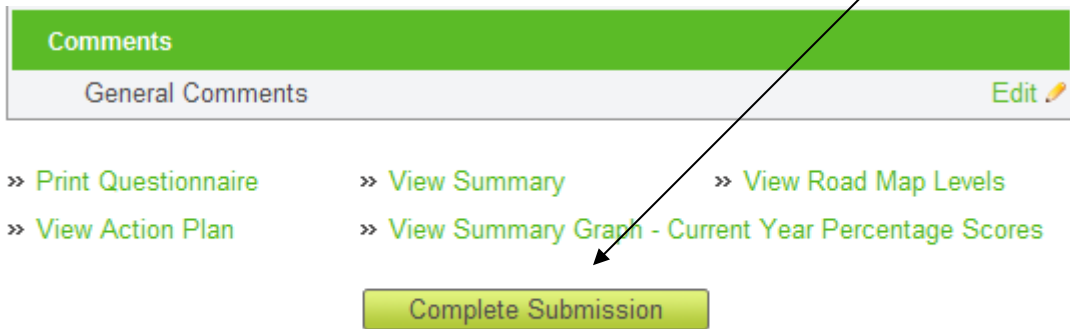 Comments
General Comments Edit
» Print Questionnaire » View Summary » View Road Map Levels
» View Action Plan » View Summary Graph - Current Year Percentage Scores
Complete Submission